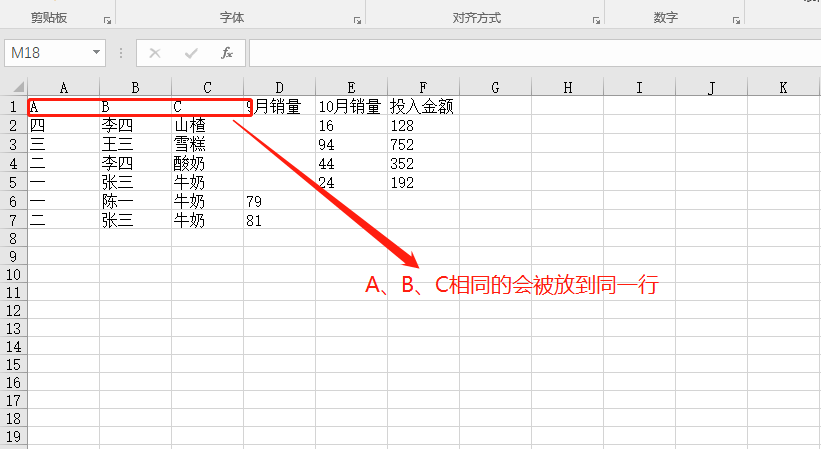 剪贴板 字体 对齐方式 数字
M18 fx
A B C D E F G H I J K
1 A B C 9月销量 10月销量 投入金额
2 四 李四 山楂 16 128
3 三 王三 雪糕 94 752
4 二 李四 酸奶 44 352
5 一 张三 牛奶 24 192
6 一 陈一 牛奶 79
7 二 张三 牛奶 81
8
9
10
A、B、C相同的会被放到同一行
11
12
13
14
15
16
17
18
19